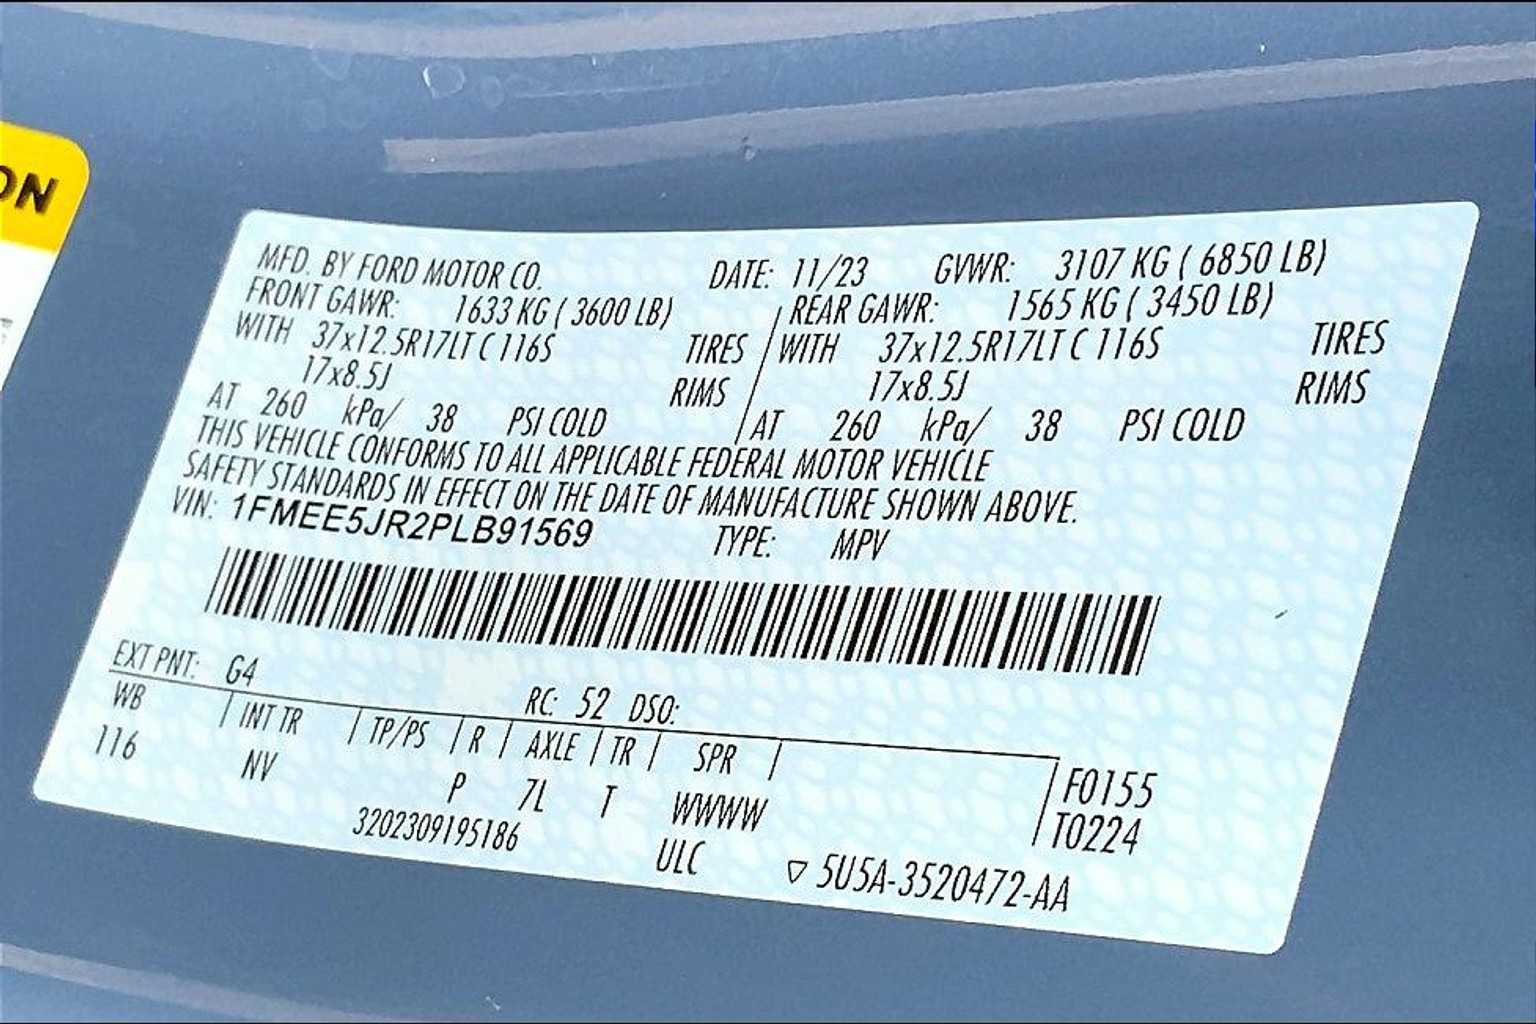 ON
MFD. BY FORD MOTOR CO. DATE: 11/23 GVWR: 3107 KG ( 6850 LB)
FRONT GAWR: 1633 KG ( 3600 LB) REAR GAWR: 1565 KG ( 3450 LB)
WITH 37x12.5R17LT C 116S TIRES WITH 37x12.5R17LT C 116S TIRES
17x8.5J RIMS 17x8.5J RIMS
AT 260 kPa/ 38 PSI COLD AT 260 kPa/ 38 PSI COLD
THIS VEHICLE CONFORMS TO ALL APPLICABLE FEDERAL MOTOR VEHICLE
SAFETY STANDARDS IN EFFECT ON THE DATE OF MANUFACTURE SHOWN ABOVE.
VIN: 1FMEE5JR2PLB91569 TYPE: MPV
EXT PNT: G4 RC: 52 DSO:
WB INT TR TP/PS R AXLE TR SPR F0155
116 NV P 7L T WWWW T0224
3202309195186 ULC ▽ 5U5A-3520472-AA